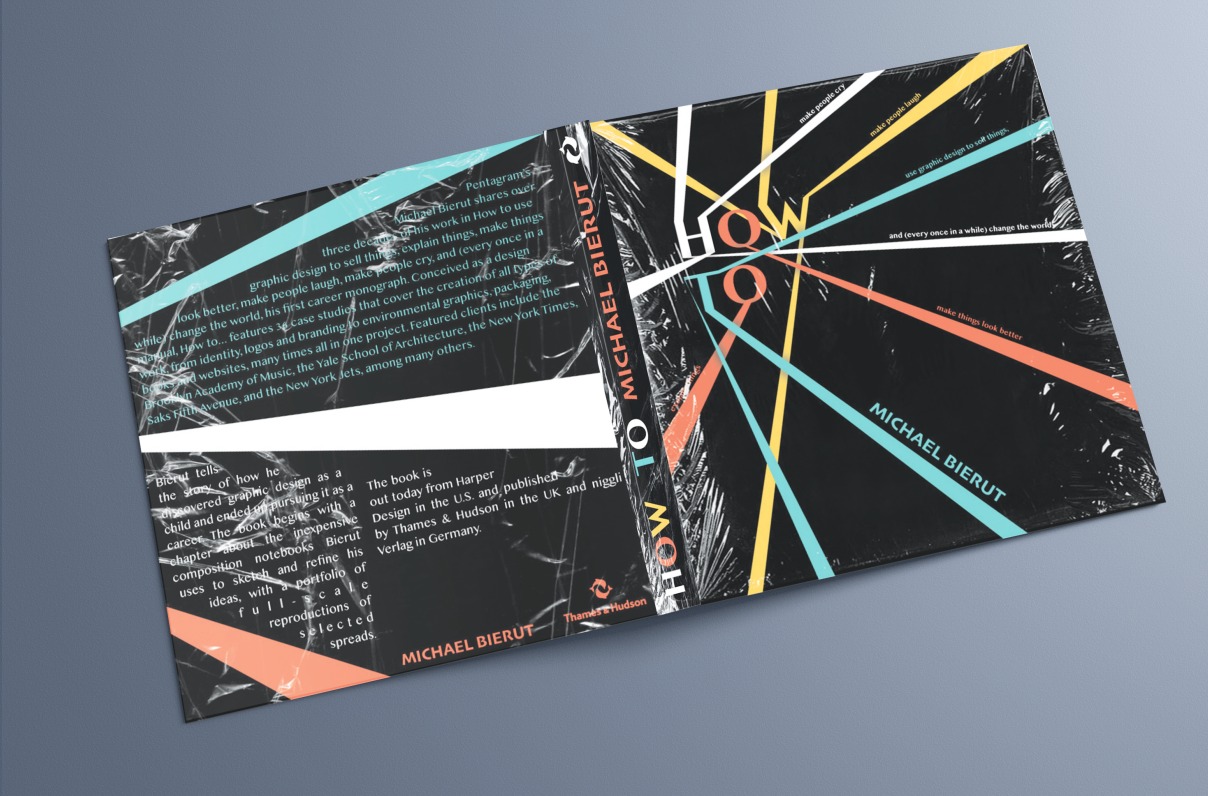 Pentagram's
Michael Bierut shares over
three decades of his work in How to use
graphic design to sell things, explain things, make things
look better, make people laugh, make people cry, and (every once in a
while) change the world, his first career monograph. Conceived as a design
manual, How to... features case studies that cover the creation of all types of
work from identity, logos and branding to environmental graphics, packaging,
books and websites, many times all in one project. Featured clients include the
Brooklyn Academy of Music, the Yale School of Architecture, the New York Times,
Saks Fifth Avenue, and the New York Jets, among many others.
Bierut tells
the story of how he
discovered graphic design as a
child and ended up pursuing it as a
career. The book begins with a
chapter about the inexpensive
composition notebooks Bierut
uses to sketch and refine his
ideas, with a portfolio of
full-scale
reproductions of
selected
spreads.
The book is
out today from Harper
Design in the U.S. and published
by Thames & Hudson in the UK and niggli
Verlag in Germany.
MICHAEL BIERUT
Thames & Hudson
HOW TO MICHAEL BIERUT
HOW
TO
make people cry
make people laugh
use graphic design to sell things,
and (every once in a while) change the world
make things look better
MICHAEL BIERUT